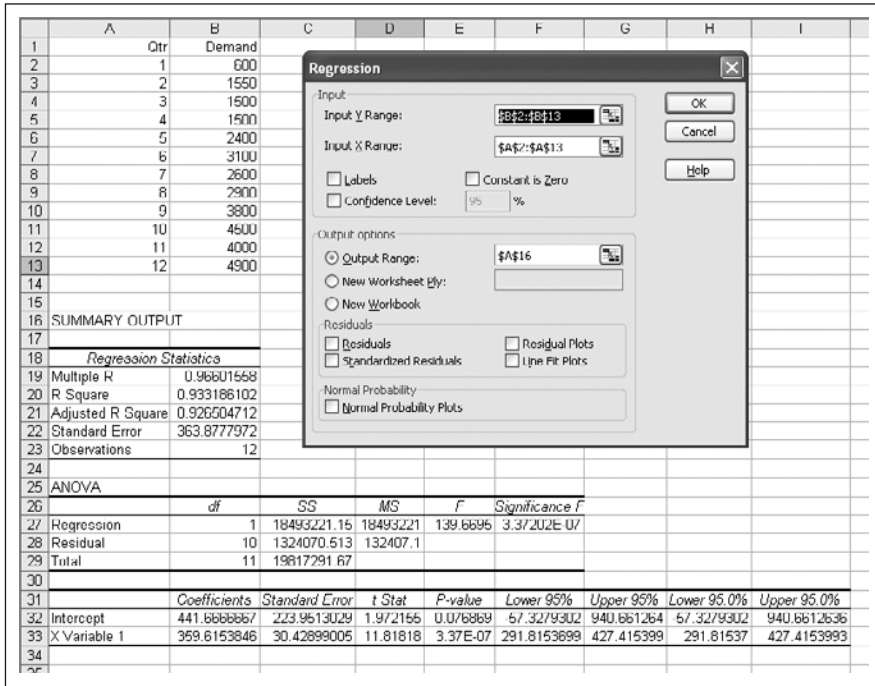 A B C D E F G H I
1 Qtr Demand
2 1 600
3 2 1550
4 3 1500
5 4 1500
6 5 2400
7 6 3100
8 7 2600
9 8 2900
10 9 3800
11 10 4500
12 11 4000
13 12 4900
14
15
16 SUMMARY OUTPUT
17
18 Regression Statistics
19 Multiple R 0.96601558
20 R Square 0.933186102
21 Adjusted R Square 0.926504712
22 Standard Error 363.8777972
23 Observations 12
24
25 ANOVA
26 df SS MS F Significance F
27 Regression 1 18493221.15 18493221 139.6695 3.37202E-07
28 Residual 10 1324070.513 132407.1
29 Total 11 19817291.67
30
31 Coefficients Standard Error t Stat P-value Lower 95% Upper 95% Lower 95.0% Upper 95.0%
32 Intercept 441.6666667 223.9513029 1.972155 0.076869 -57.3279302 940.661264 -57.3279302 940.6612636
33 X Variable 1 359.6153846 30.42899005 11.81818 3.37E-07 291.8153699 427.415399 291.81537 427.4153993
34
Regression
Input
Input Y Range: $B$2:$B$13
Input X Range: $A$2:$A$13
Labels Constant is Zero
Confidence Level: 95 %
OK
Cancel
Help
Output options
Output Range: $A$16
New Worksheet Ply:
New Workbook
Residuals
Residuals Residual Plots
Standardized Residuals Line Fit Plots
Normal Probability
Normal Probability Plots